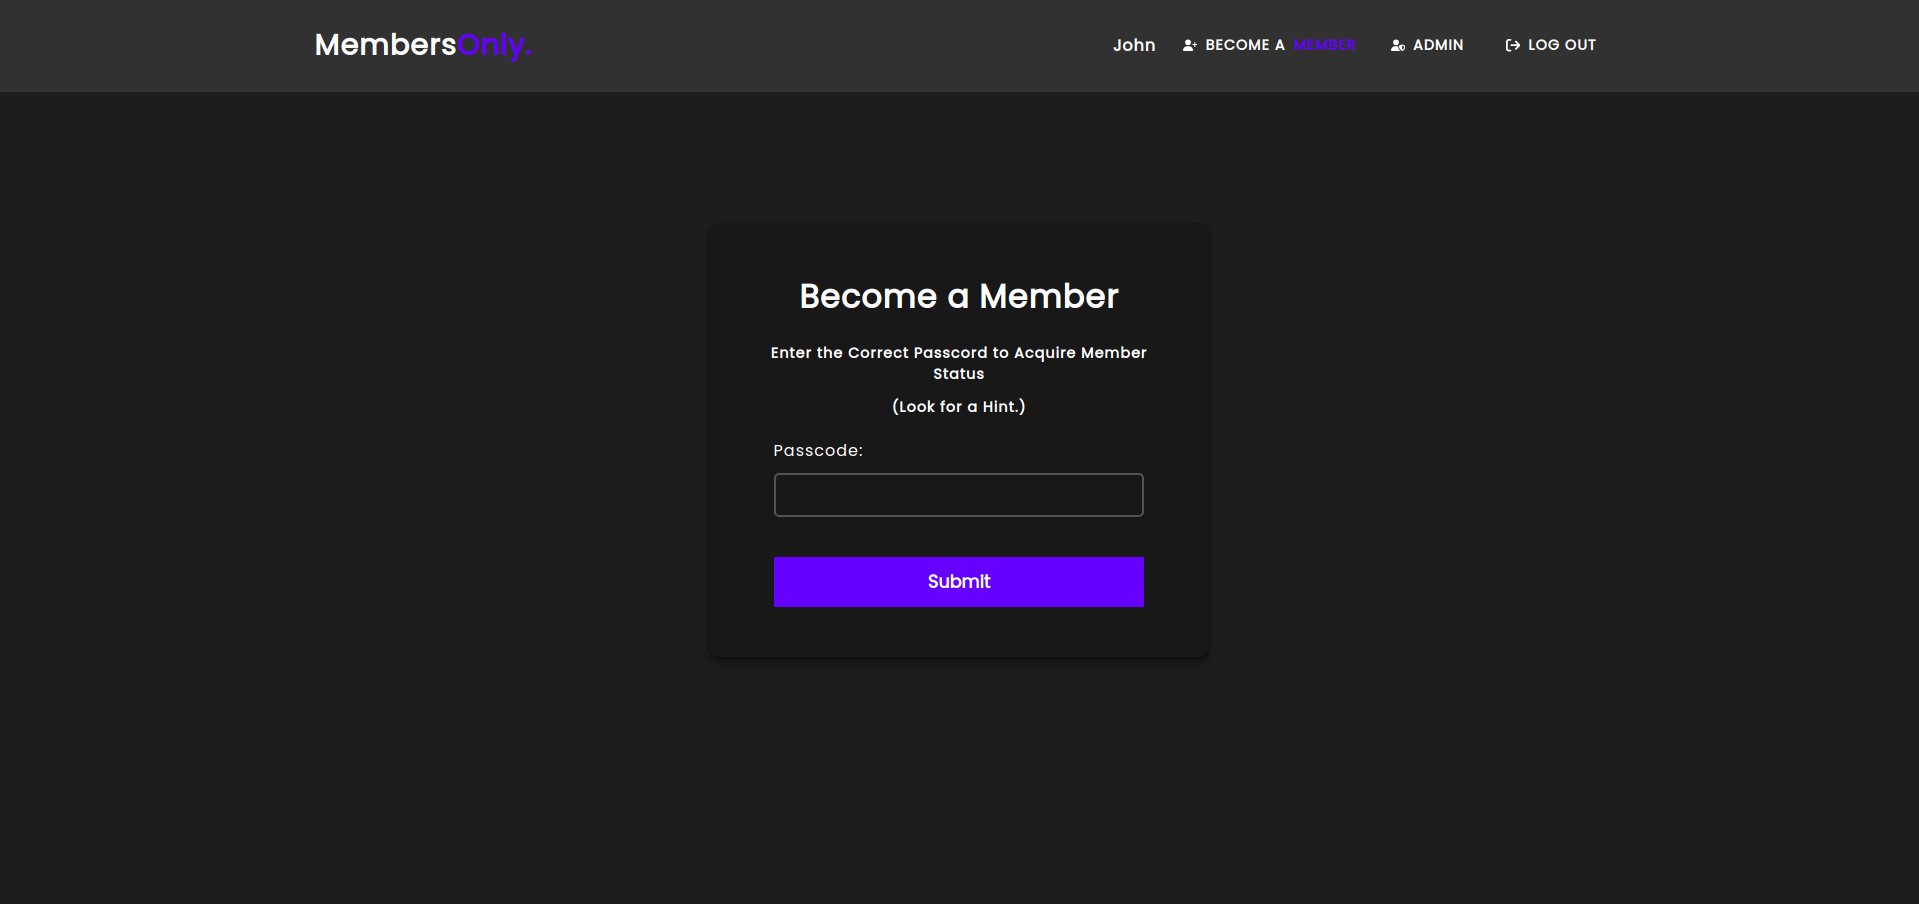 MembersOnly.
John
BECOME A MEMBER
ADMIN
LOG OUT
Become a Member
Enter the Correct Passcord to Acquire Member
Status
(Look for a Hint.)
Passcode:
Submit